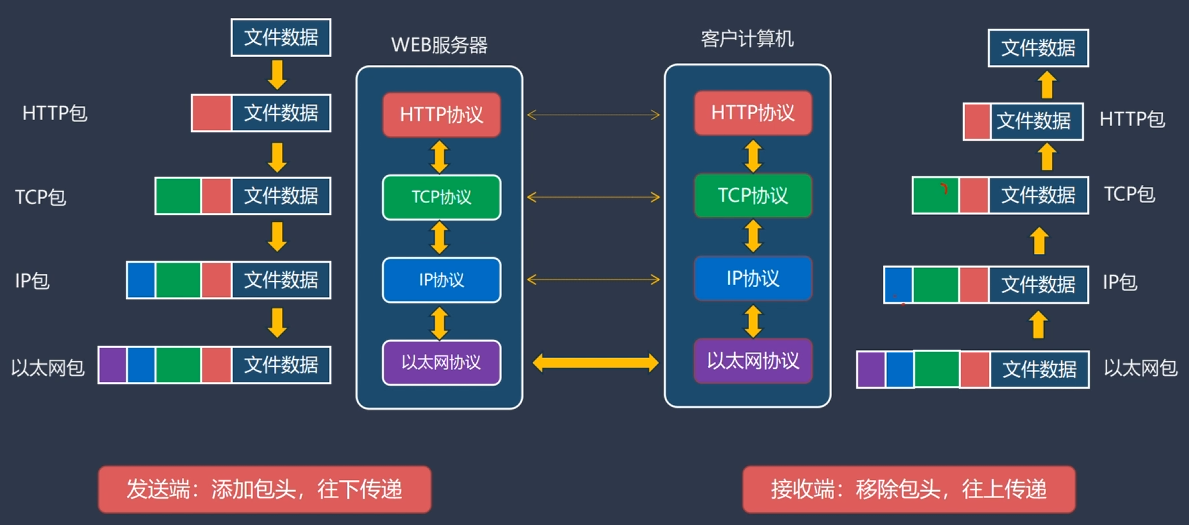 文件数据
HTTP包
文件数据
TCP包
文件数据
IP包
文件数据
以太网包
文件数据
WEB服务器
HTTP协议
TCP协议
IP协议
以太网协议
客户计算机
HTTP协议
TCP协议
IP协议
以太网协议
文件数据
文件数据
HTTP包
文件数据
TCP包
文件数据
IP包
文件数据
以太网包
发送端：添加包头，往下传递
接收端：移除包头，往上传递